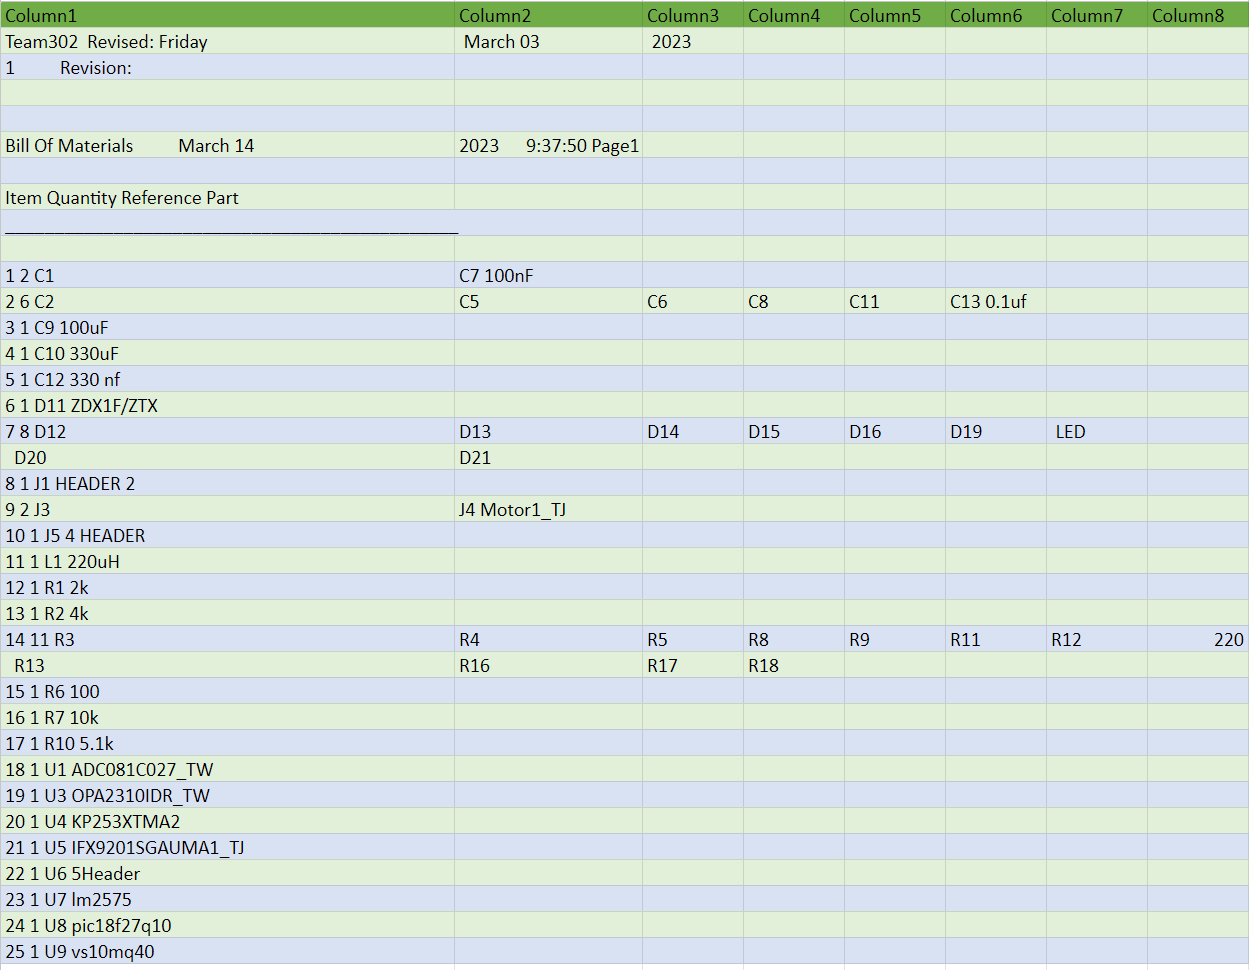 Column1 Column2 Column3 Column4 Column5 Column6 Column7 Column8
Team302 Revised: Friday March 03 2023
1 Revision:
Bill Of Materials March 14 2023 9:37:50 Page1
Item Quantity Reference Part
______________________________________________
1 2 C1 C7 100nF
2 6 C2 C5 C6 C8 C11 C13 0.1uf
3 1 C9 100uF
4 1 C10 330uF
5 1 C12 330 nf
6 1 D11 ZDX1F/ZTX
7 8 D12 D13 D14 D15 D16 D19 LED
D20 D21
8 1 J1 HEADER 2
9 2 J3 J4 Motor1_TJ
10 1 J5 4 HEADER
11 1 L1 220uH
12 1 R1 2k
13 1 R2 4k
14 11 R3 R4 R5 R8 R9 R11 R12 220
R13 R16 R17 R18
15 1 R6 100
16 1 R7 10k
17 1 R10 5.1k
18 1 U1 ADC081C027_TW
19 1 U3 OPA2310IDR_TW
20 1 U4 KP253XTMA2
21 1 U5 IFX9201SGAUMA1_TJ
22 1 U6 5Header
23 1 U7 lm2575
24 1 U8 pic18f27q10
25 1 U9 vs10mq40